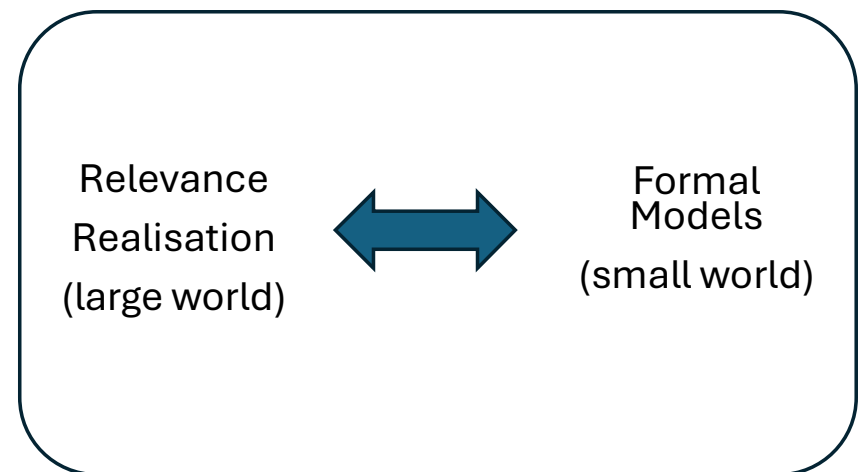 Relevance
Realisation
(large world)
Formal
Models
(small world)